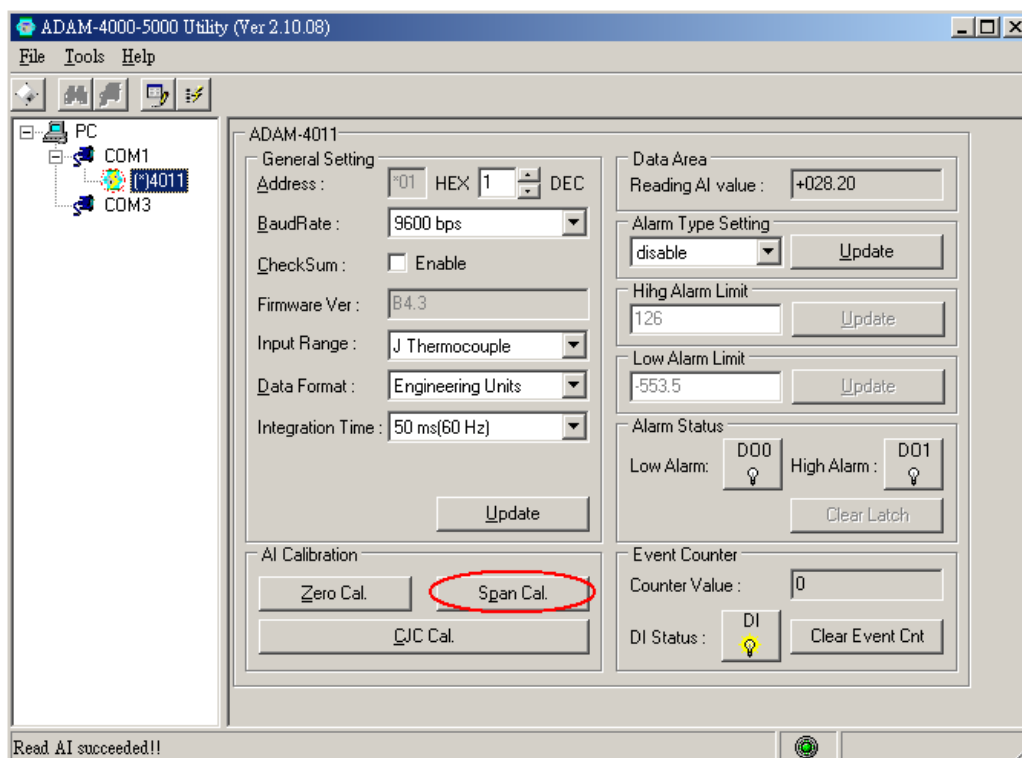 ADAM-4000-5000 Utility (Ver 2.10.08)
File Tools Help
PC
COM1
(*)4011
COM3
ADAM-4011
General Setting
Address : *01 HEX 1 DEC
BaudRate : 9600 bps
CheckSum : Enable
Firmware Ver : B4.3
Input Range : J Thermocouple
Data Format : Engineering Units
Integration Time : 50 ms(60 Hz)
Update
AI Calibration
Zero Cal. Span Cal.
CJC Cal.
Data Area
Reading AI value : +028.20
Alarm Type Setting
disable Update
Hihg Alarm Limit
126 Update
Low Alarm Limit
-553.5 Update
Alarm Status
Low Alarm: DO0 High Alarm : DO1
Clear Latch
Event Counter
Counter Value : 0
DI Status : DI Clear Event Cnt
Read AI succeeded!!